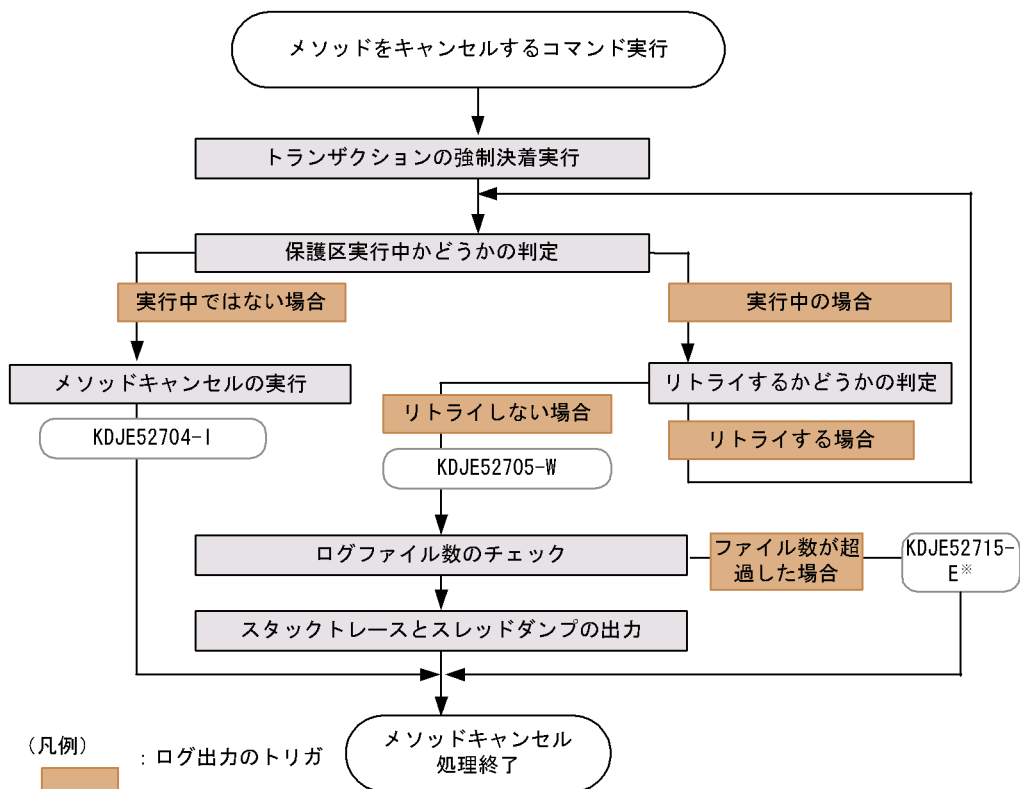 メソッドをキャンセルするコマンド実行
トランザクションの強制決着実行
保護区実行中かどうかの判定
実行中ではない場合
実行中の場合
メソッドキャンセルの実行
リトライするかどうかの判定
リトライしない場合
リトライする場合
KDJE52704-I
KDJE52705-W
ログファイル数のチェック
ファイル数が超
過した場合
KDJE52715-
E※
スタックトレースとスレッドダンプの出力
メソッドキャンセル
処理終了
（凡例）
：ログ出力のトリガ